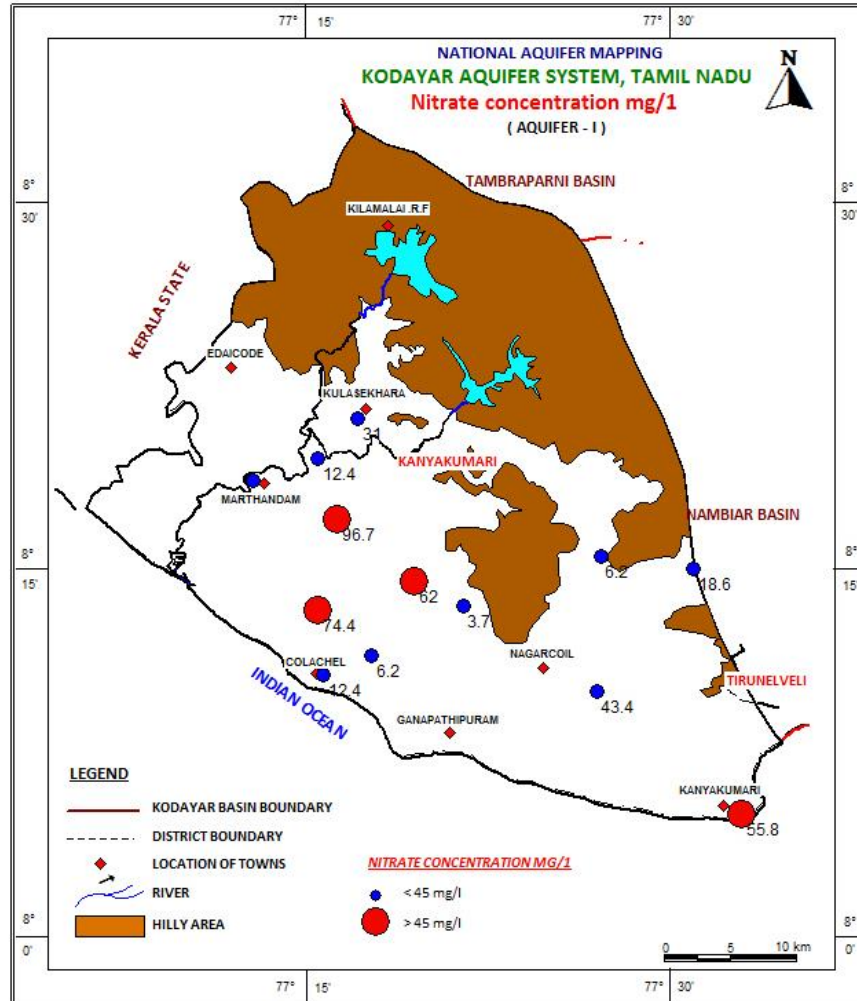 77° 15'
77° 30'
NATIONAL AQUIFER MAPPING
KODAYAR AQUIFER SYSTEM, TAMIL NADU
Nitrate concentration mg/1
( AQUIFER - I )
N
8°
30'
8°
30'
TAMBRAPARNI BASIN
KILAMALAI .R.F
KERALA STATE
EDAICODE
KULASEKHARA
31
KANYAKUMARI
12.4
MARTHANDAM
96.7
NAMBIAR BASIN
8°
15'
8°
15'
6.2
18.6
62
3.7
74.4
6.2
NAGARCOIL
COLACHEL
12.4
TIRUNELVELI
43.4
INDIAN OCEAN
GANAPATHIPURAM
LEGEND
KODAYAR BASIN BOUNDARY
DISTRICT BOUNDARY
LOCATION OF TOWNS
RIVER
HILLY AREA
KANYAKUMARI
55.8
NITRATE CONCENTRATION MG/1
< 45 mg/l
> 45 mg/l
8°
0'
8°
0'
0 5 10 km
77° 15'
77° 30'